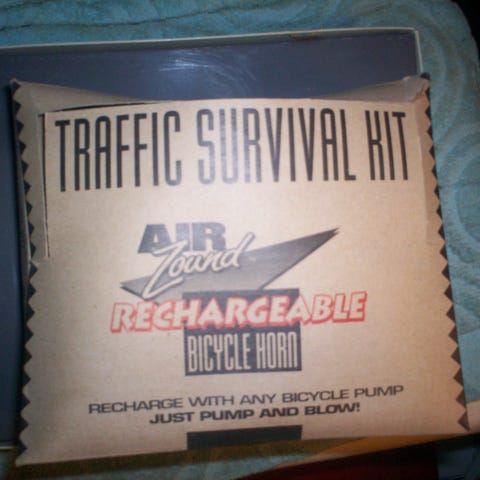 TRAFFIC SURVIVAL KIT
AIR
Zound
RECHARGEABLE
BICYCLE HORN
RECHARGE WITH ANY BICYCLE PUMP
JUST PUMP AND BLOW!